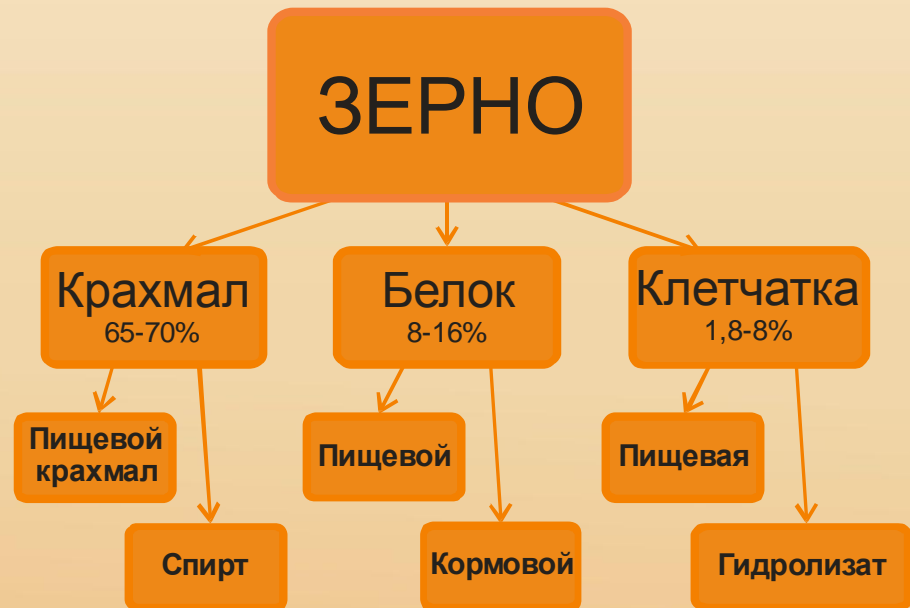 ЗЕРНО
Крахмал
65-70%
Белок
8-16%
Клетчатка
1,8-8%
Пищевой
крахмал
Пищевой
Пищевая
Спирт
Кормовой
Гидролизат